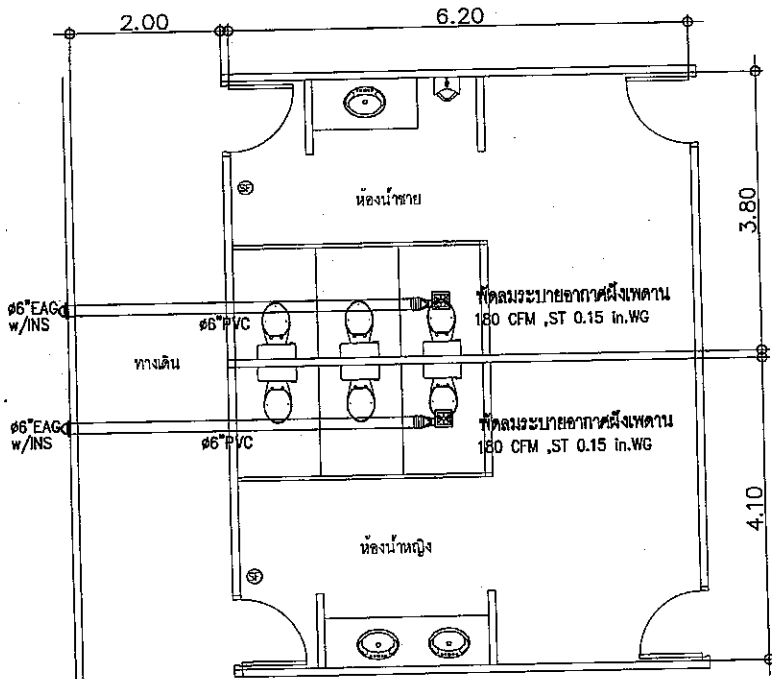 2.00
6.20
SF
ห้องน้ำชาย
3.80
ø6"EAG
w/INS
ø6"PVC
พัดลมระบายอากาศฝังเพดาน
180 CFM ,ST 0.15 in.WG
ทางเดิน
ø6"EAG
w/INS
ø6"PVC
พัดลมระบายอากาศฝังเพดาน
180 CFM ,ST 0.15 in.WG
4.10
ห้องน้ำหญิง
SF